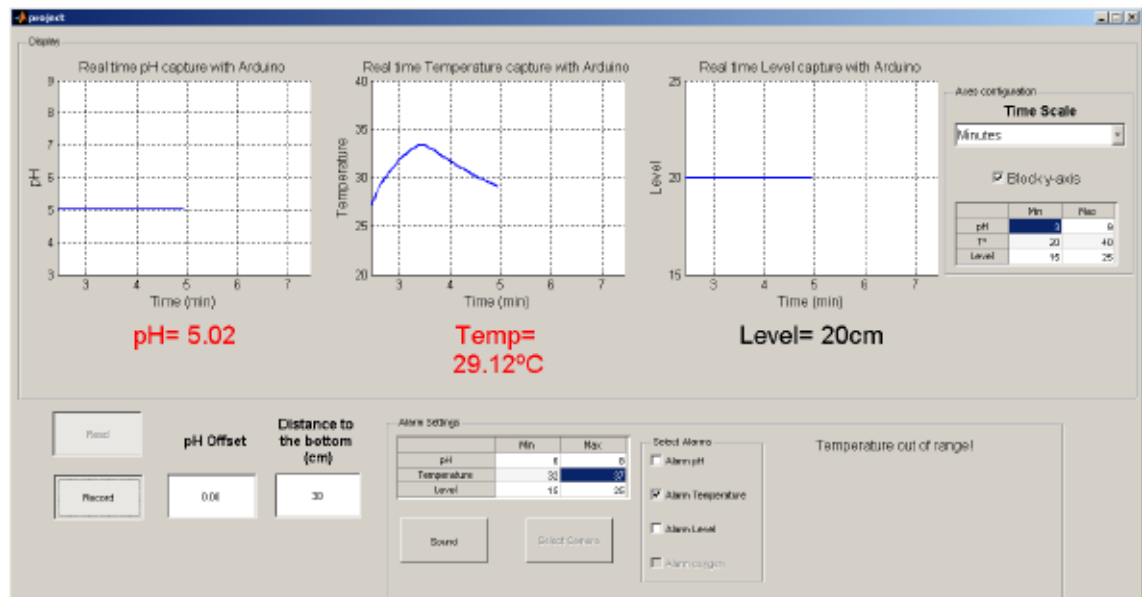 project
Display
Real time pH capture with Arduino
9
8
7
6
5
4
3
pH
3 4 5 6 7
Time (min)
pH= 5.02
Real time Temperature capture with Arduino
40
35
30
25
20
Temperature
3 4 5 6 7
Time (min)
Temp=
29.12ºC
Real time Level capture with Arduino
25
20
15
Level
3 4 5 6 7
Time (min)
Level= 20cm
Axes configuration
Time Scale
Minutes
Block y-axis
Min Max
pH 3 9
Tª 20 40
Level 15 25
Read
Record
pH Offset
0.00
Distance to
the bottom
(cm)
30
Alarm Settings
Min Max
pH 6
Temperature 32 37
Level 15 25
Sound
Select Camera
Select Alarms
Alarm pH
Alarm Temperature
Alarm Level
Alarm oxygen
Temperature out of range!